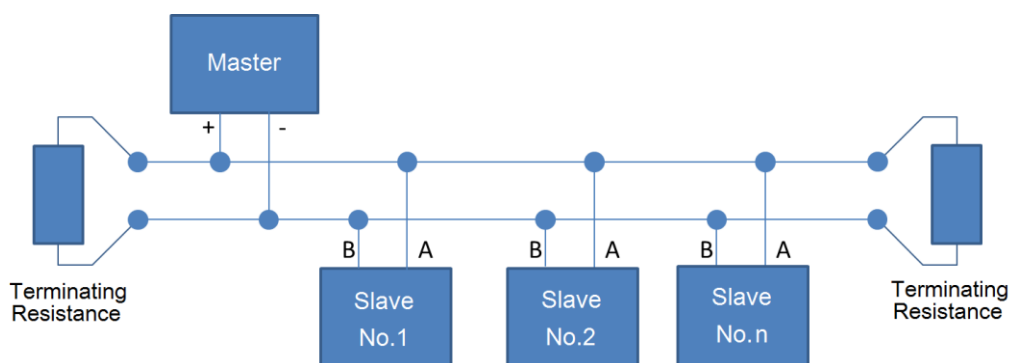 Master
+ -
B A B A B A
Terminating
Resistance
Slave
No.1
Slave
No.2
Slave
No.n
Terminating
Resistance